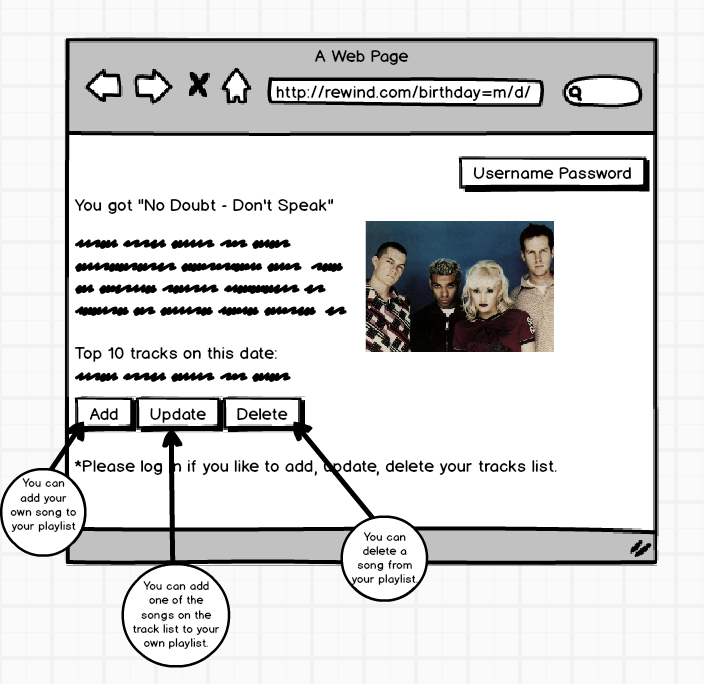 A Web Page
http://rewind.com/birthday=m/d/
Username Password
You got "No Doubt - Don't Speak"
Top 10 tracks on this date:
Add
Update
Delete
*Please log in if you like to add, update, delete your tracks list.
You can
add your
own song to
your playlist
You can add
one of the
songs on the
track list to your
own playlist.
You can
delete a
song from
your playlist.